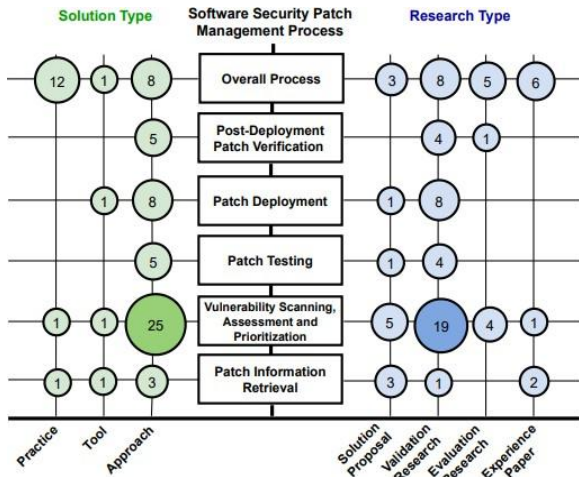 Solution Type
Software Security Patch
Management Process
Research Type
12 1 8 Overall Process 3 8 5 6
Post-Deployment
Patch Verification
5 4 1
1 8 Patch Deployment 1 8
5 Patch Testing 1 4
Vulnerability Scanning,
Assessment and
Prioritization
1 1 25 5 19 4 1
Patch Information
Retrieval
1 1 3 3 1 2
Practice
Tool
Approach
Solution
Proposal
Validation
Research
Evaluation
Research
Experience
Paper